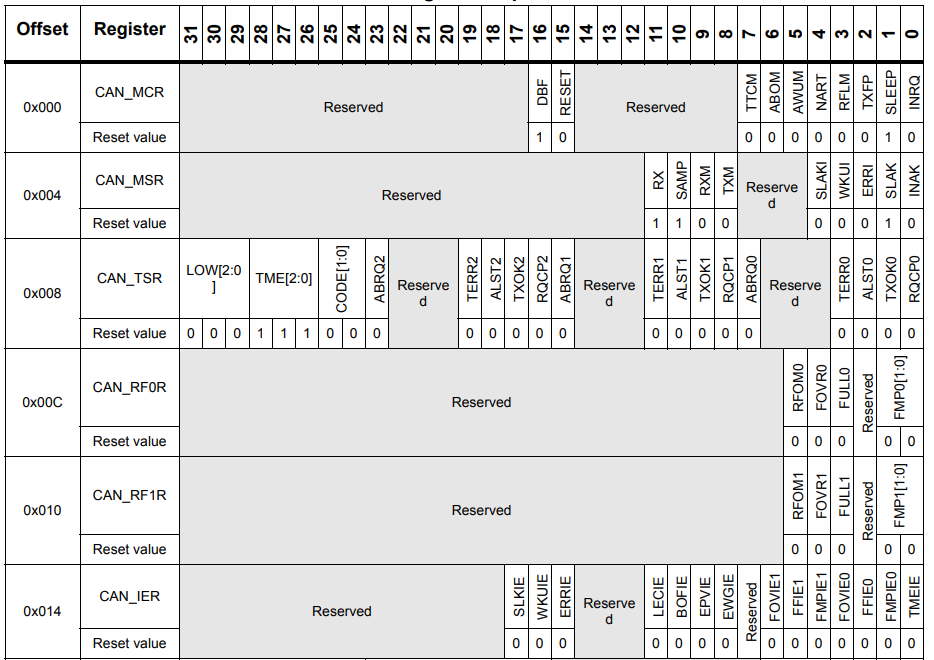 Offset Register 31 30 29 28 27 26 25 24 23 22 21 20 19 18 17 16 15 14 13 12 11 10 9 8 7 6 5 4 3 2 1 0
0x000 CAN_MCR Reserved DBF RESET Reserved TTCM ABOM AWUM NART RFLM TXFP SLEEP INRQ
Reset value 1 0 0 0 0 0 0 0 1 0
0x004 CAN_MSR Reserved RX SAMP RXM TXM Reserve
d SLAKI WKUI ERRI SLAK INAK
Reset value 1 1 0 0 0 0 0 1 0
0x008 CAN_TSR LOW[2:0
] TME[2:0] CODE[1:0] ABRQ2 Reserve
d TERR2 ALST2 TXOK2 RQCP2 ABRQ1 Reserve
d TERR1 ALST1 TXOK1 RQCP1 ABRQ0 Reserve
d TERR0 ALST0 TXOK0 RQCP0
Reset value 0 0 0 1 1 1 0 0 0 0 0 0 0 0 0 0 0 0 0 0 0 0 0
0x00C CAN_RF0R Reserved RFOM0 FOVR0 FULL0 Reserved FMP0[1:0]
Reset value 0 0 0 0 0
0x010 CAN_RF1R Reserved RFOM1 FOVR1 FULL1 Reserved FMP1[1:0]
Reset value 0 0 0 0 0
0x014 CAN_IER Reserved SLKIE WKUIE ERRIE Reserve
d LECIE BOFIE EPVIE EWGIE Reserved FOVIE1 FFIE1 FMPIE1 FOVIE0 FFIE0 FMPIE0 TMEIE
Reset value 0 0 0 0 0 0 0 0 0 0 0 0 0 0